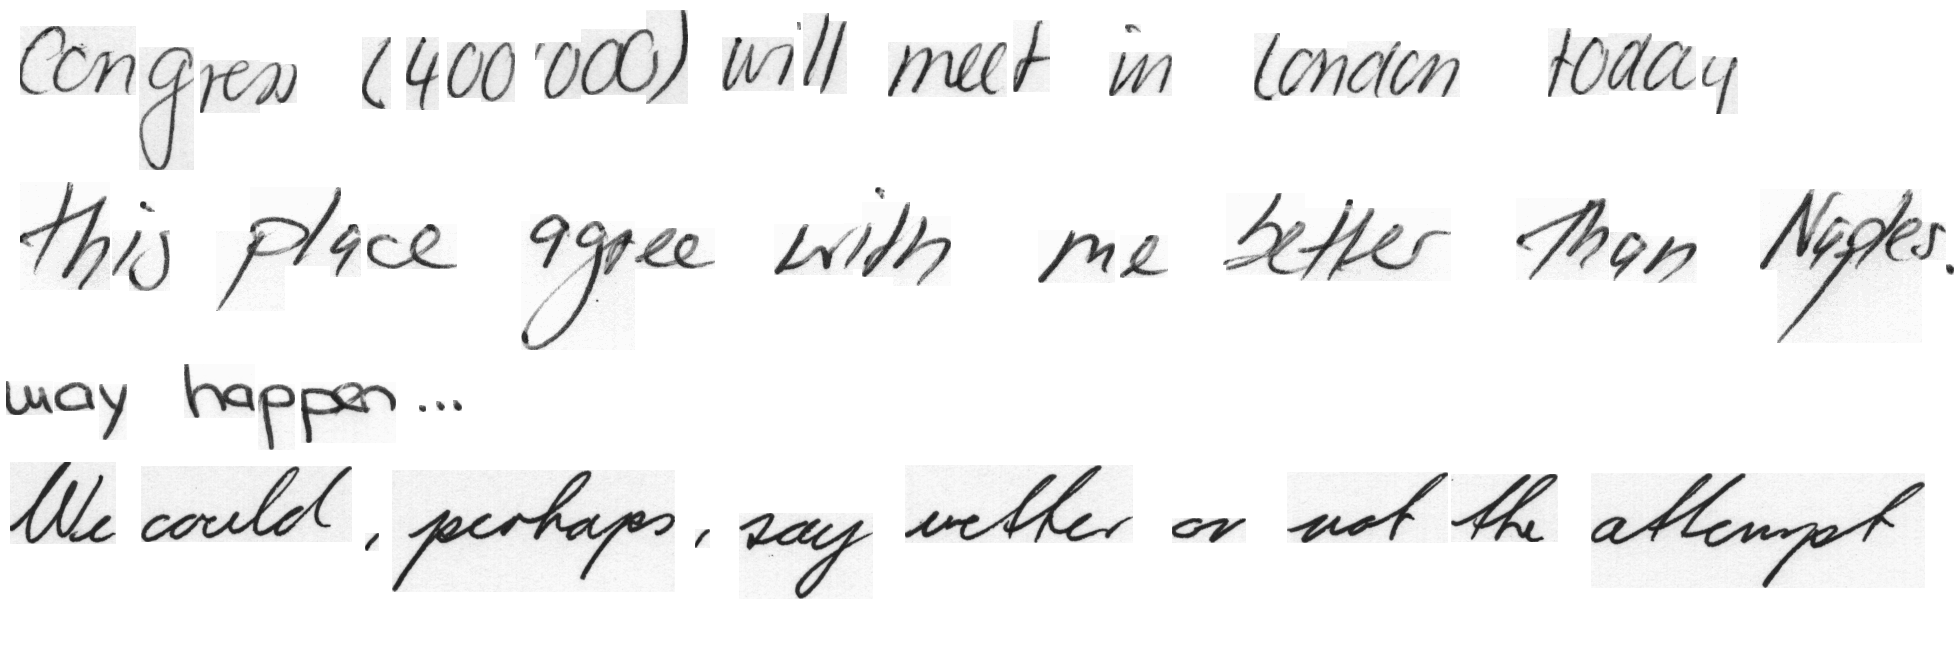 Congress (400'000) will meet in London today
this place agree with me better than Naples.
may happen...
We could, perhaps, say wetter or not the attempt